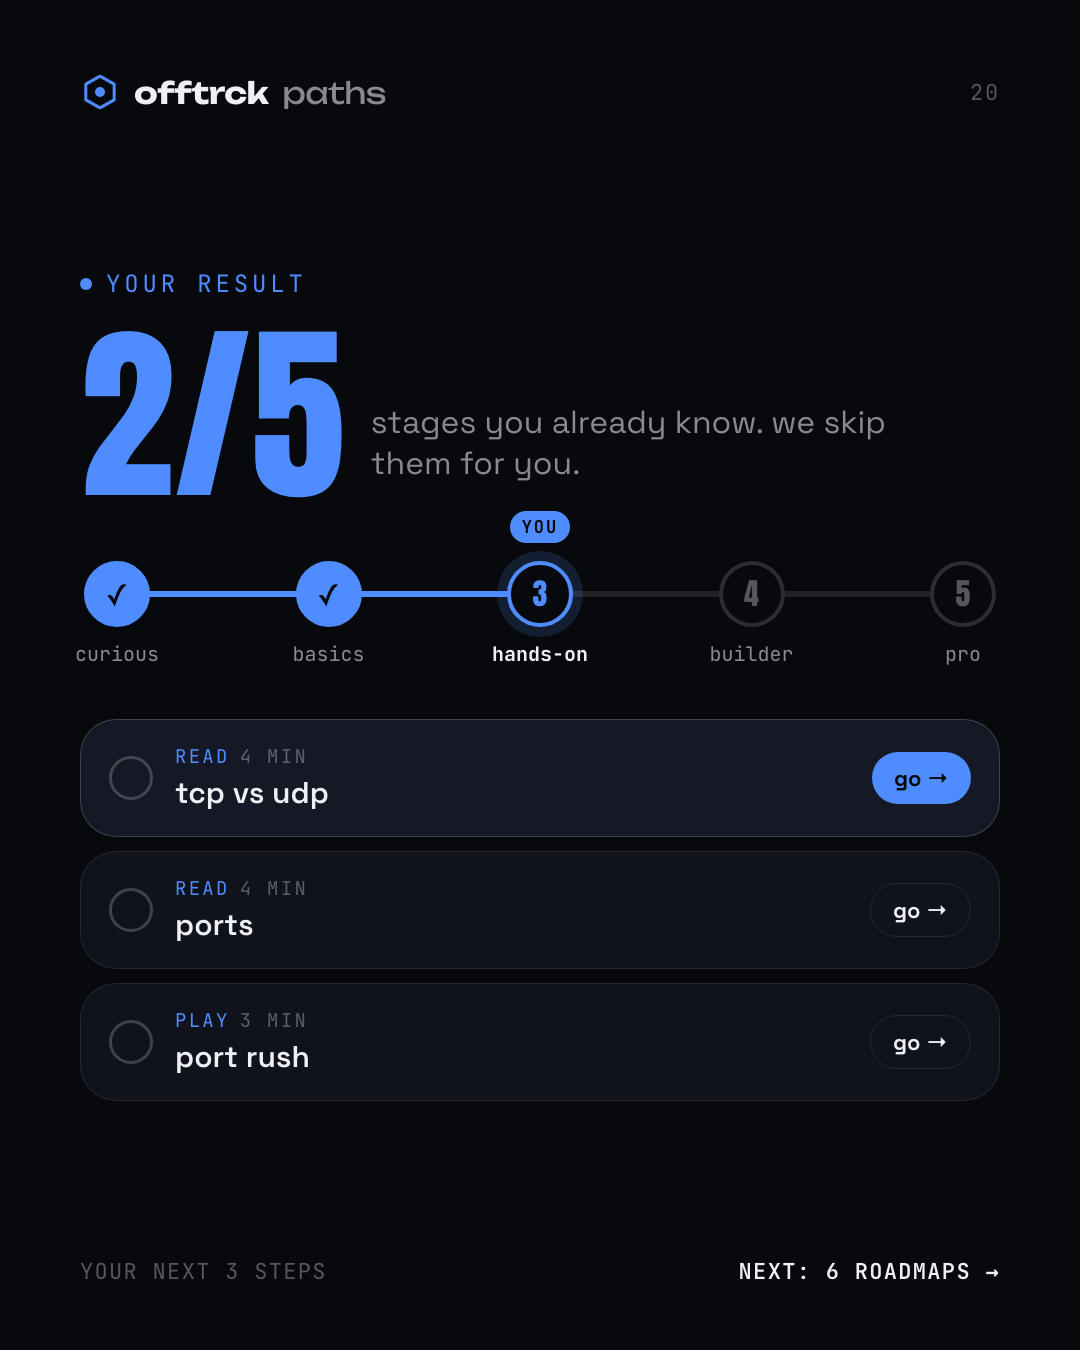 offtrck paths
20
YOUR RESULT
2/5
stages you already know. we skip
them for you.
YOU
✓ ✓ 3 4 5
curious basics hands-on builder pro
READ 4 MIN
tcp vs udp
go →
READ 4 MIN
ports
go →
PLAY 3 MIN
port rush
go →
YOUR NEXT 3 STEPS
NEXT: 6 ROADMAPS →